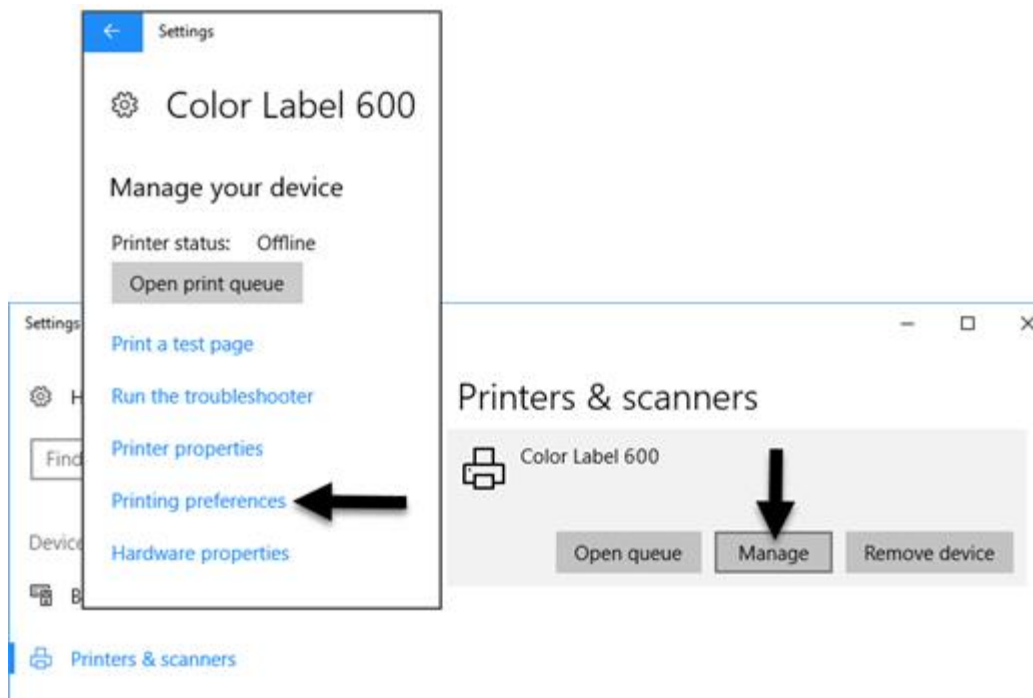 Settings
Color Label 600
Manage your device
Printer status: Offline
Open print queue
Print a test page
Run the troubleshooter
Printer properties
Printing preferences
Hardware properties
Settings
H
Find
Device
B
Printers & scanners
Printers & scanners
Color Label 600
Open queue Manage Remove device